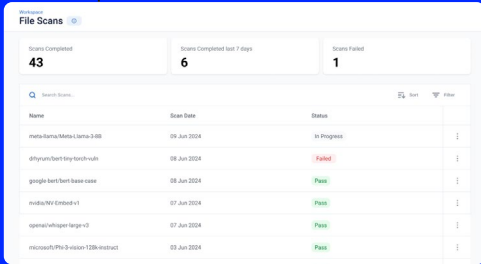 Workspace
File Scans
Scans Completed
43
Scans Completed last 7 days
6
Scans Failed
1
Search Scans..
Sort
Filter
Name Scan Date Status
meta-llama/Meta-Llama-3-8B 09 Jun 2024 In Progress
drhyrum/bert-tiny-torch-vuln 08 Jun 2024 Failed
google-bert/bert-base-case 08 Jun 2024 Pass
nvidia/NV-Embed-v1 07 Jun 2024 Pass
openai/whisper-large-v3 07 Jun 2024 Pass
microsoft/Phi-3-vision-128k-instruct 03 Jun 2024 Pass